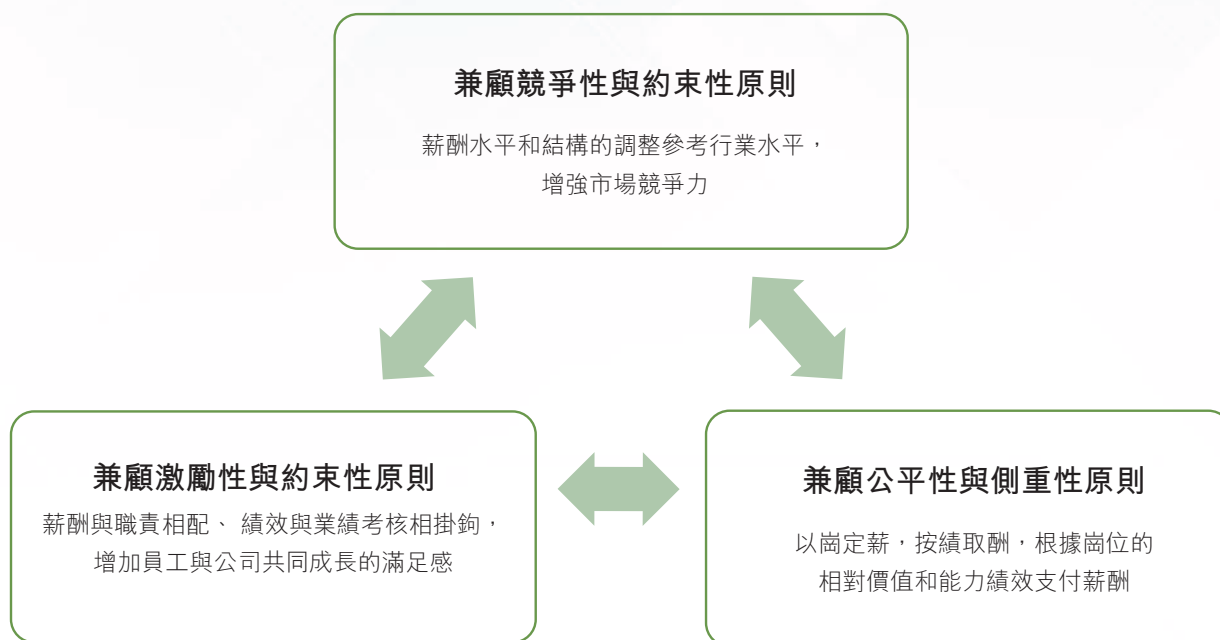 兼顧競爭性與約束性原則
薪酬水平和結構的調整參考行業水平，
增強市場競爭力
兼顧激勵性與約束性原則
薪酬與職責相配、 績效與業績考核相掛鉤，
增加員工與公司共同成長的滿足感
兼顧公平性與側重性原則
以崗定薪，按績取酬，根據崗位的
相對價值和能力績效支付薪酬